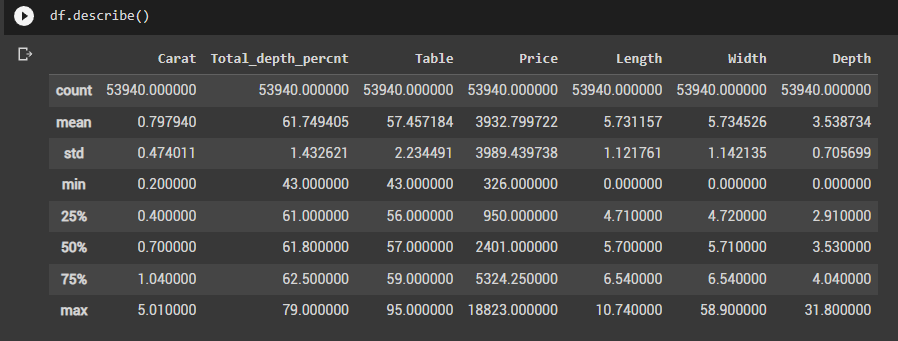 df.describe()
Carat Total_depth_percnt Table Price Length Width Depth
count 53940.000000 53940.000000 53940.000000 53940.000000 53940.000000 53940.000000 53940.000000
mean 0.797940 61.749405 57.457184 3932.799722 5.731157 5.734526 3.538734
std 0.474011 1.432621 2.234491 3989.439738 1.121761 1.142135 0.705699
min 0.200000 43.000000 43.000000 326.000000 0.000000 0.000000 0.000000
25% 0.400000 61.000000 56.000000 950.000000 4.710000 4.720000 2.910000
50% 0.700000 61.800000 57.000000 2401.000000 5.700000 5.710000 3.530000
75% 1.040000 62.500000 59.000000 5324.250000 6.540000 6.540000 4.040000
max 5.010000 79.000000 95.000000 18823.000000 10.740000 58.900000 31.800000